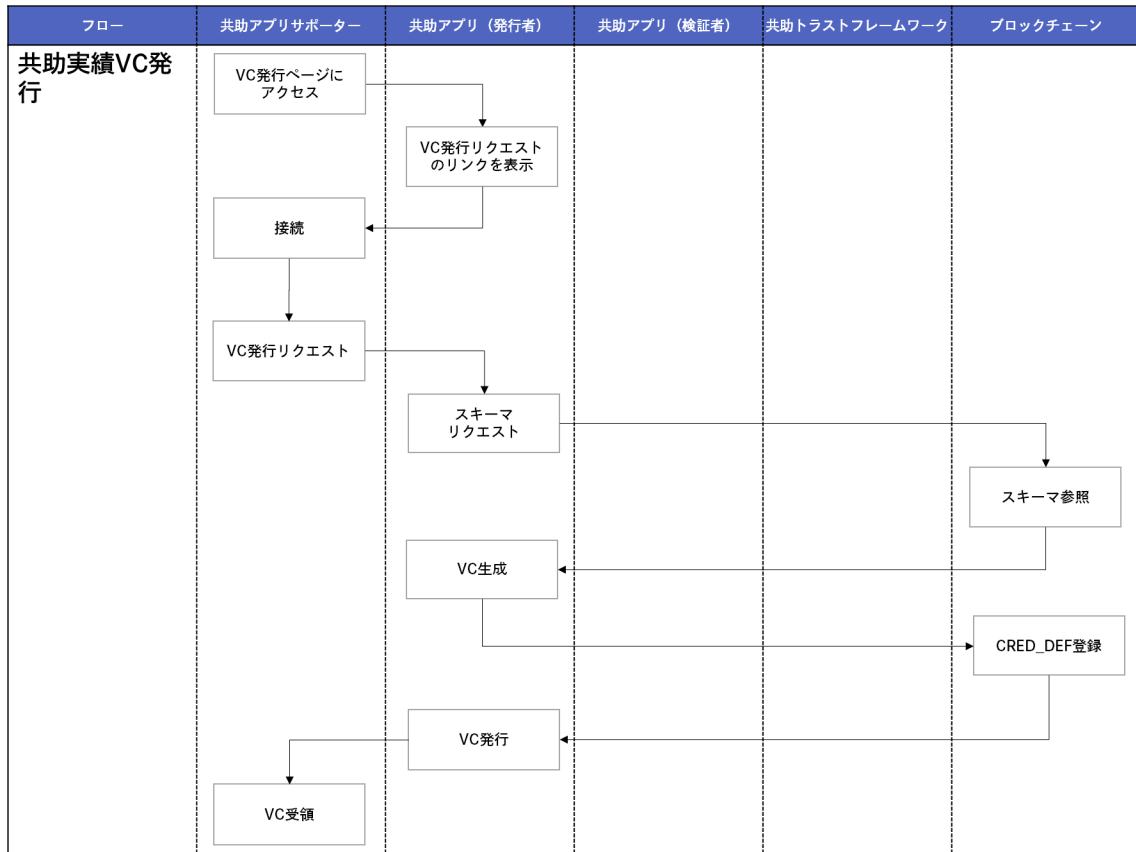 フロー
共助アプリサポーター
共助アプリ（発行者）
共助アプリ（検証者）
共助トラストフレームワーク
ブロックチェーン
共助実績VC発
行
VC発行ページに
アクセス
VC発行リクエスト
のリンクを表示
接続
VC発行リクエスト
スキーマ
リクエスト
スキーマ参照
VC生成
CRED_DEF登録
VC発行
VC受領